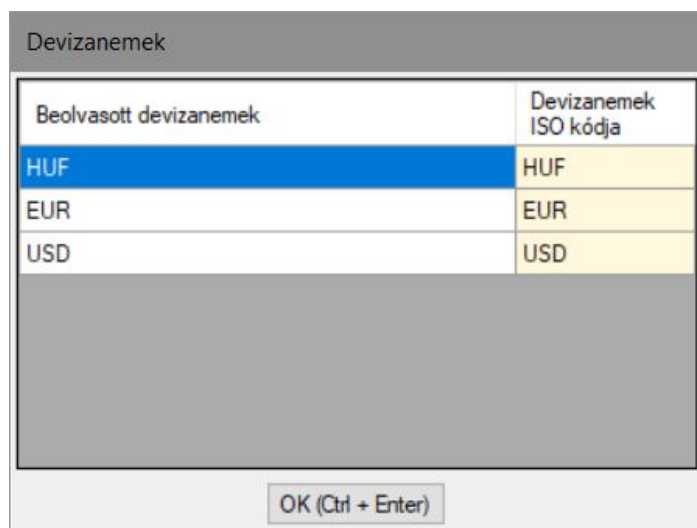 Devizanemek
Beolvasott devizanemek
Devizanemek
ISO kódja
HUF HUF
EUR EUR
USD USD
OK (Ctrl + Enter)